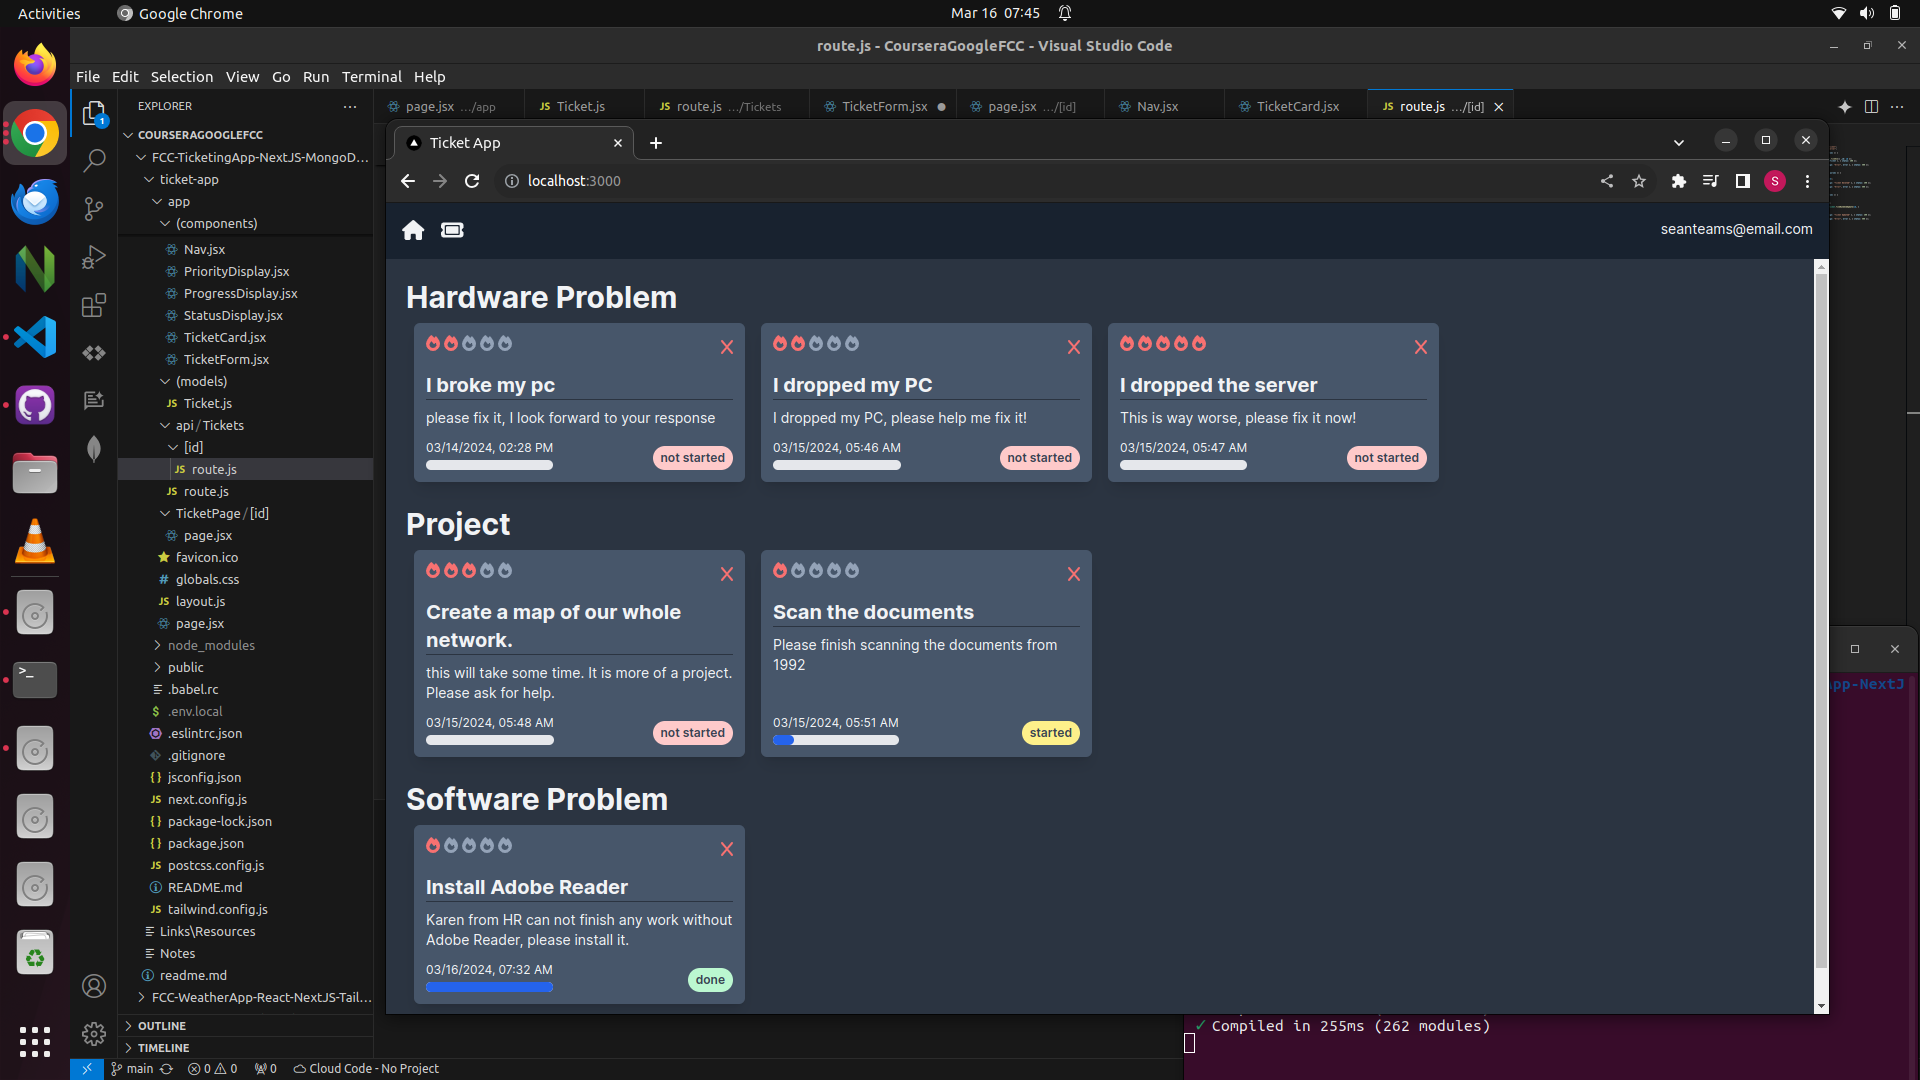 Activities
Google Chrome
Mar 16 07:45
route.js - CourseraGoogleFCC - Visual Studio Code
File Edit Selection View Go Run Terminal Help
EXPLORER
page.jsx .../app
JS Ticket.js
JS route.js .../Tickets
TicketForm.jsx
page.jsx .../[id]
Nav.jsx
TicketCard.jsx
JS route.js .../[id]
1
COURSERAGOOGLEFCC
FCC-TicketingApp-NextJS-MongoD...
ticket-app
app
(components)
Nav.jsx
PriorityDisplay.jsx
ProgressDisplay.jsx
StatusDisplay.jsx
TicketCard.jsx
TicketForm.jsx
(models)
JS Ticket.js
api/Tickets
[id]
JS route.js
JS route.js
TicketPage/[id]
page.jsx
favicon.ico
# globals.css
JS layout.js
page.jsx
node_modules
public
.babel.rc
$ .env.local
.eslintrc.json
.gitignore
{} jsconfig.json
JS next.config.js
{} package-lock.json
{} package.json
JS postcss.config.js
README.md
JS tailwind.config.js
Links\Resources
Notes
readme.md
FCC-WeatherApp-React-NextJS-Tail...
OUTLINE
TIMELINE
main
0 0
0
Cloud Code - No Project
Ticket App
localhost:3000
S
seanteams@email.com
Hardware Problem
I broke my pc
please fix it, I look forward to your response
03/14/2024, 02:28 PM
not started
I dropped my PC
I dropped my PC, please help me fix it!
03/15/2024, 05:46 AM
not started
I dropped the server
This is way worse, please fix it now!
03/15/2024, 05:47 AM
not started
Project
Create a map of our whole
network.
this will take some time. It is more of a project.
Please ask for help.
03/15/2024, 05:48 AM
not started
Scan the documents
Please finish scanning the documents from
1992
03/15/2024, 05:51 AM
started
Software Problem
Install Adobe Reader
Karen from HR can not finish any work without
Adobe Reader, please install it.
03/16/2024, 07:32 AM
done
App-NextJ
✓ Compiled in 255ms (262 modules)